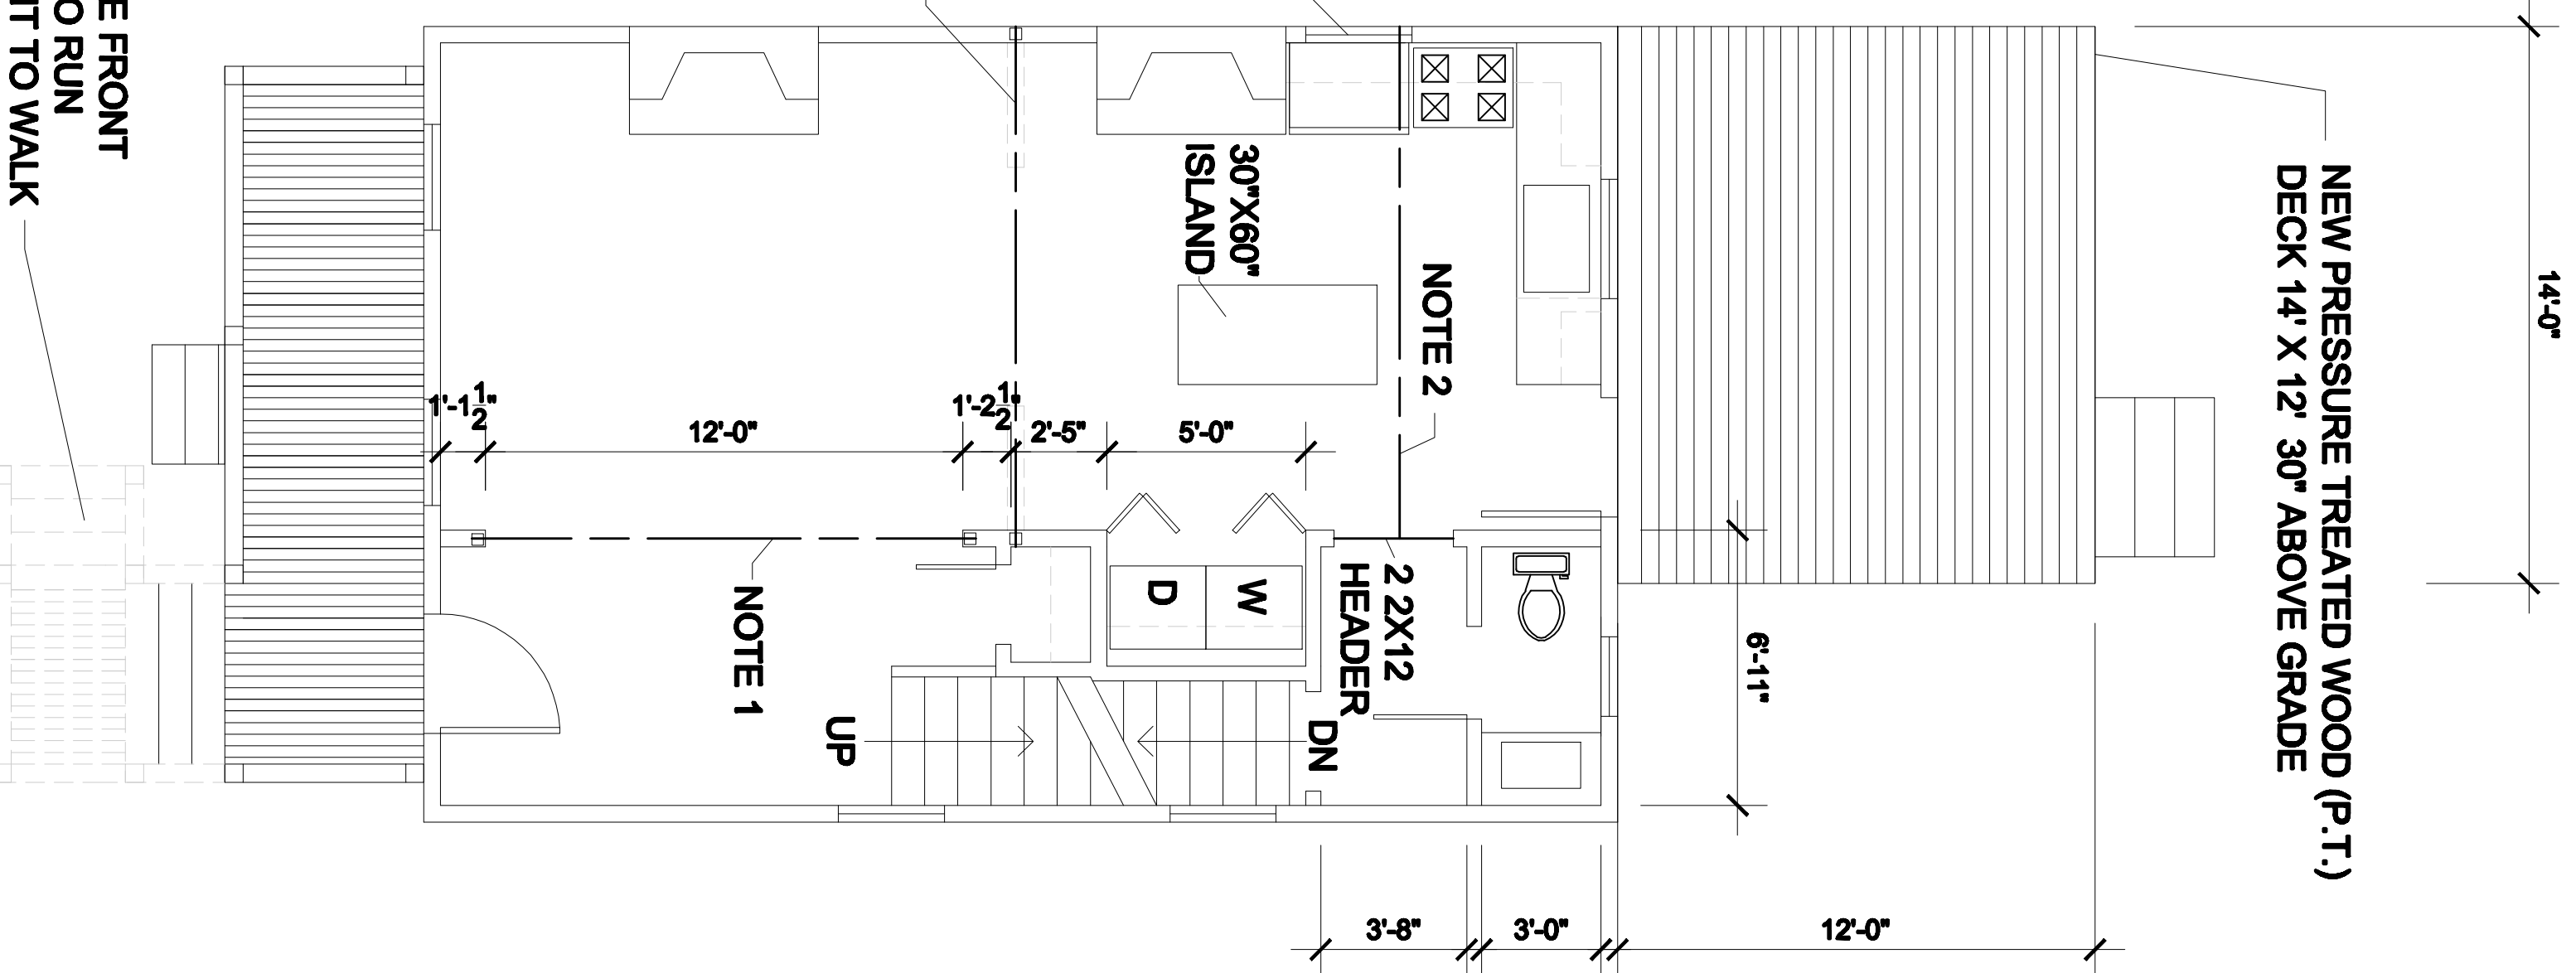 E FRONT
O RUN
IT TO WALK
NEW PRESSURE TREATED WOOD (P.T.)
DECK 14' X 12' 30" ABOVE GRADE
14'-0"
30"X60"
ISLAND
NOTE 2
1'-1 1/2"
12'-0"
1'-2 1/2"
2'-5"
5'-0"
NOTE 1
D
W
2 2X12
HEADER
UP
DN
6'-11"
3'-8"
3'-0"
12'-0"